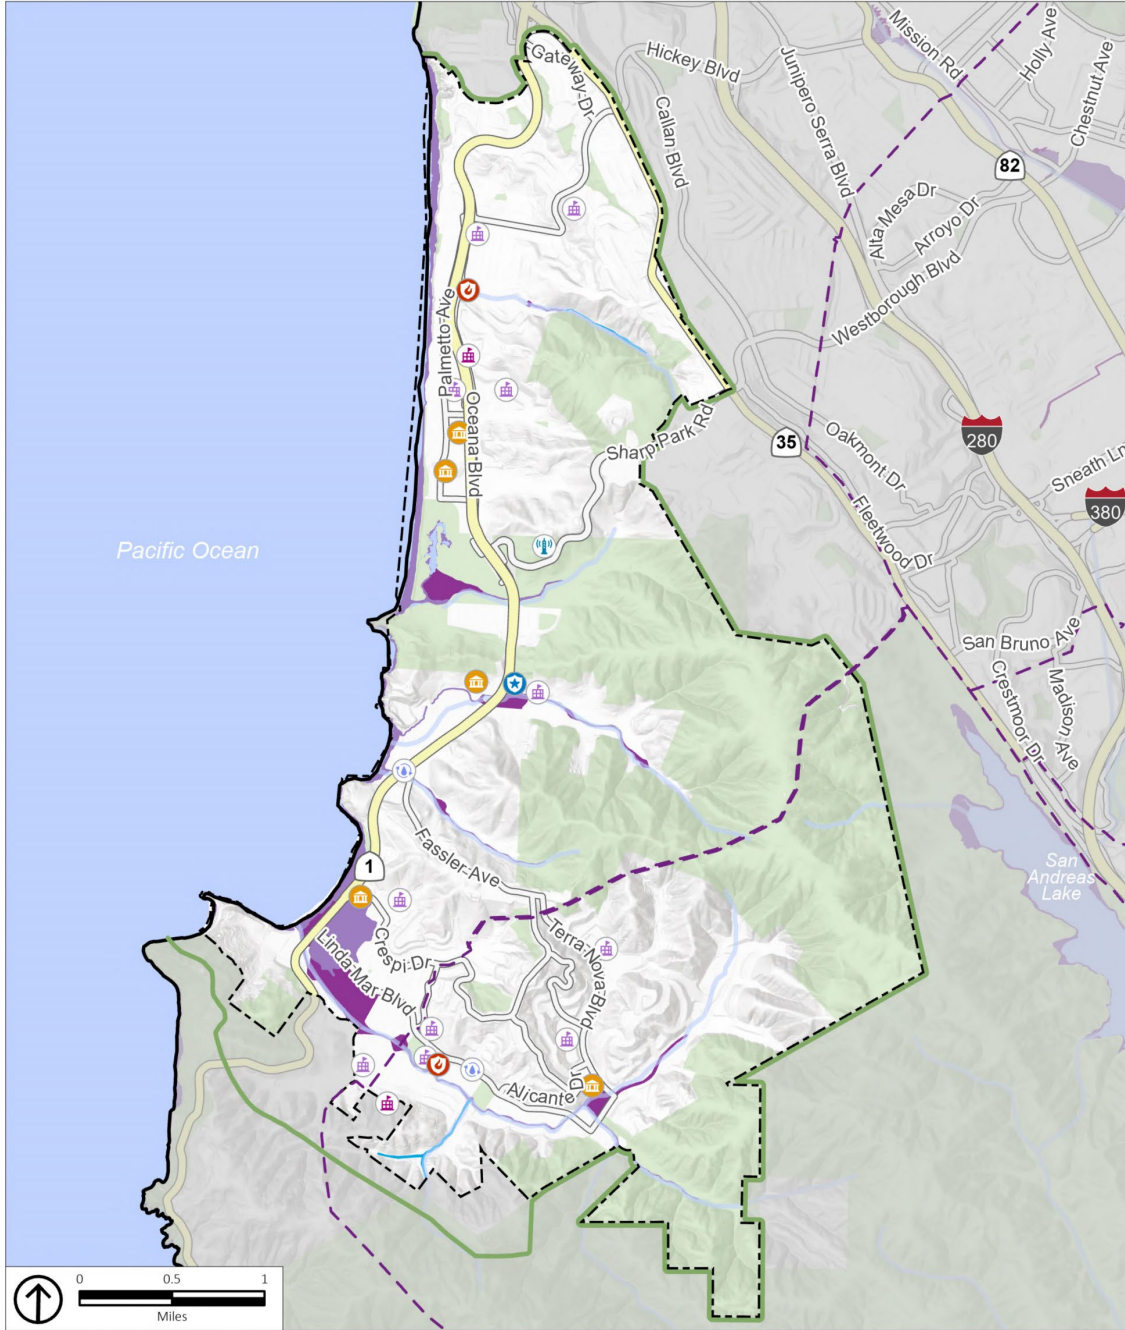 Gateway Dr
Hickey Blvd
Mission Rd
Holly Ave
Chestnut Ave
Junipero Serra Blvd
Callan Blvd
82
Alta Mesa Dr
Arroyo Dr
Westborough Blvd
Palmetto Ave
Oceana Blvd
Sharp Park Rd
35
Oakmont Dr
280
Sneath Ln
380
Fleetwood Dr
Pacific Ocean
San Bruno Ave
Crestmoor Dr
Madison Ave
San
Andreas
Lake
Fassler Ave
1
Terra Nova Blvd
Crespi Dr
Linda Mar Blvd
Alicante Dr
0 0.5 1
Miles